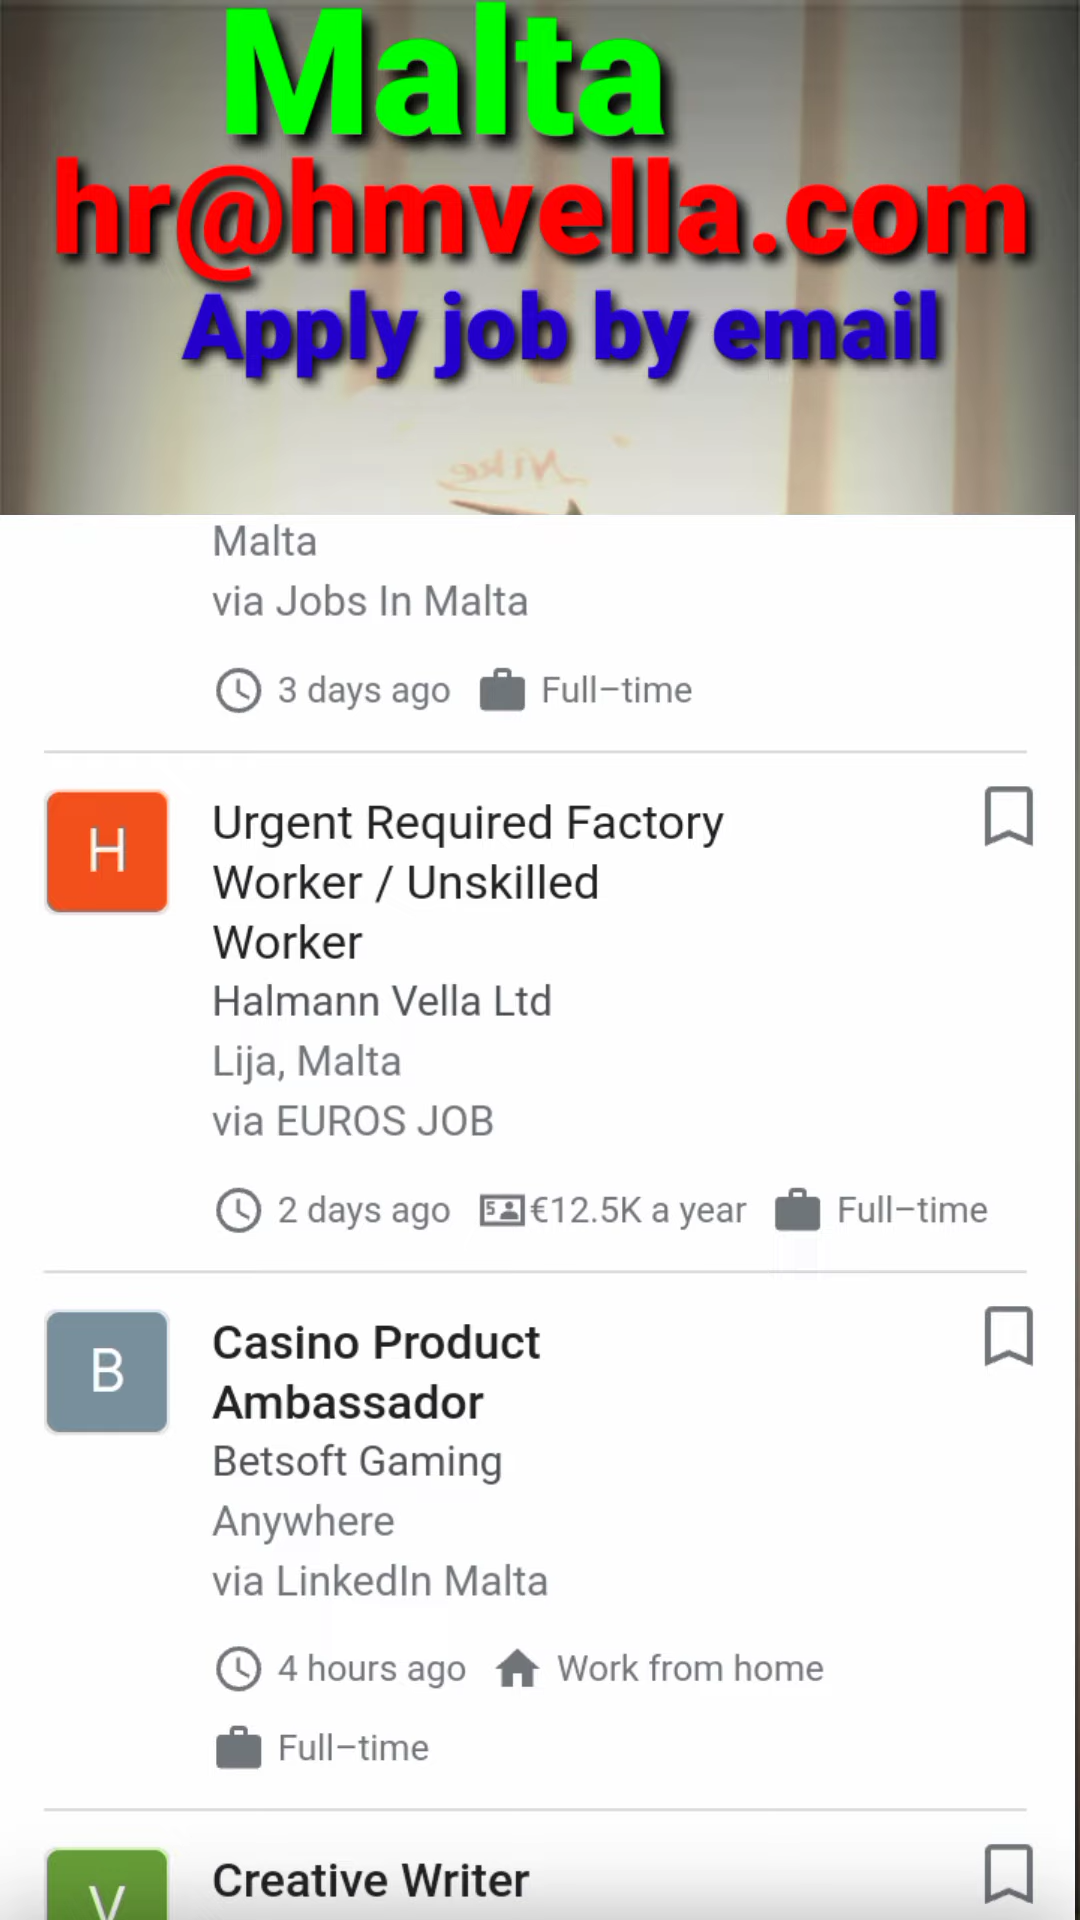 Malta
hr@hmvella.com
Apply job by email
Nike
Malta
via Jobs In Malta
3 days ago Full-time
H
Urgent Required Factory
Worker / Unskilled
Worker
Halmann Vella Ltd
Lija, Malta
via EUROS JOB
2 days ago €12.5K a year Full-time
B
Casino Product
Ambassador
Betsoft Gaming
Anywhere
via LinkedIn Malta
4 hours ago Work from home
Full-time
V
Creative Writer